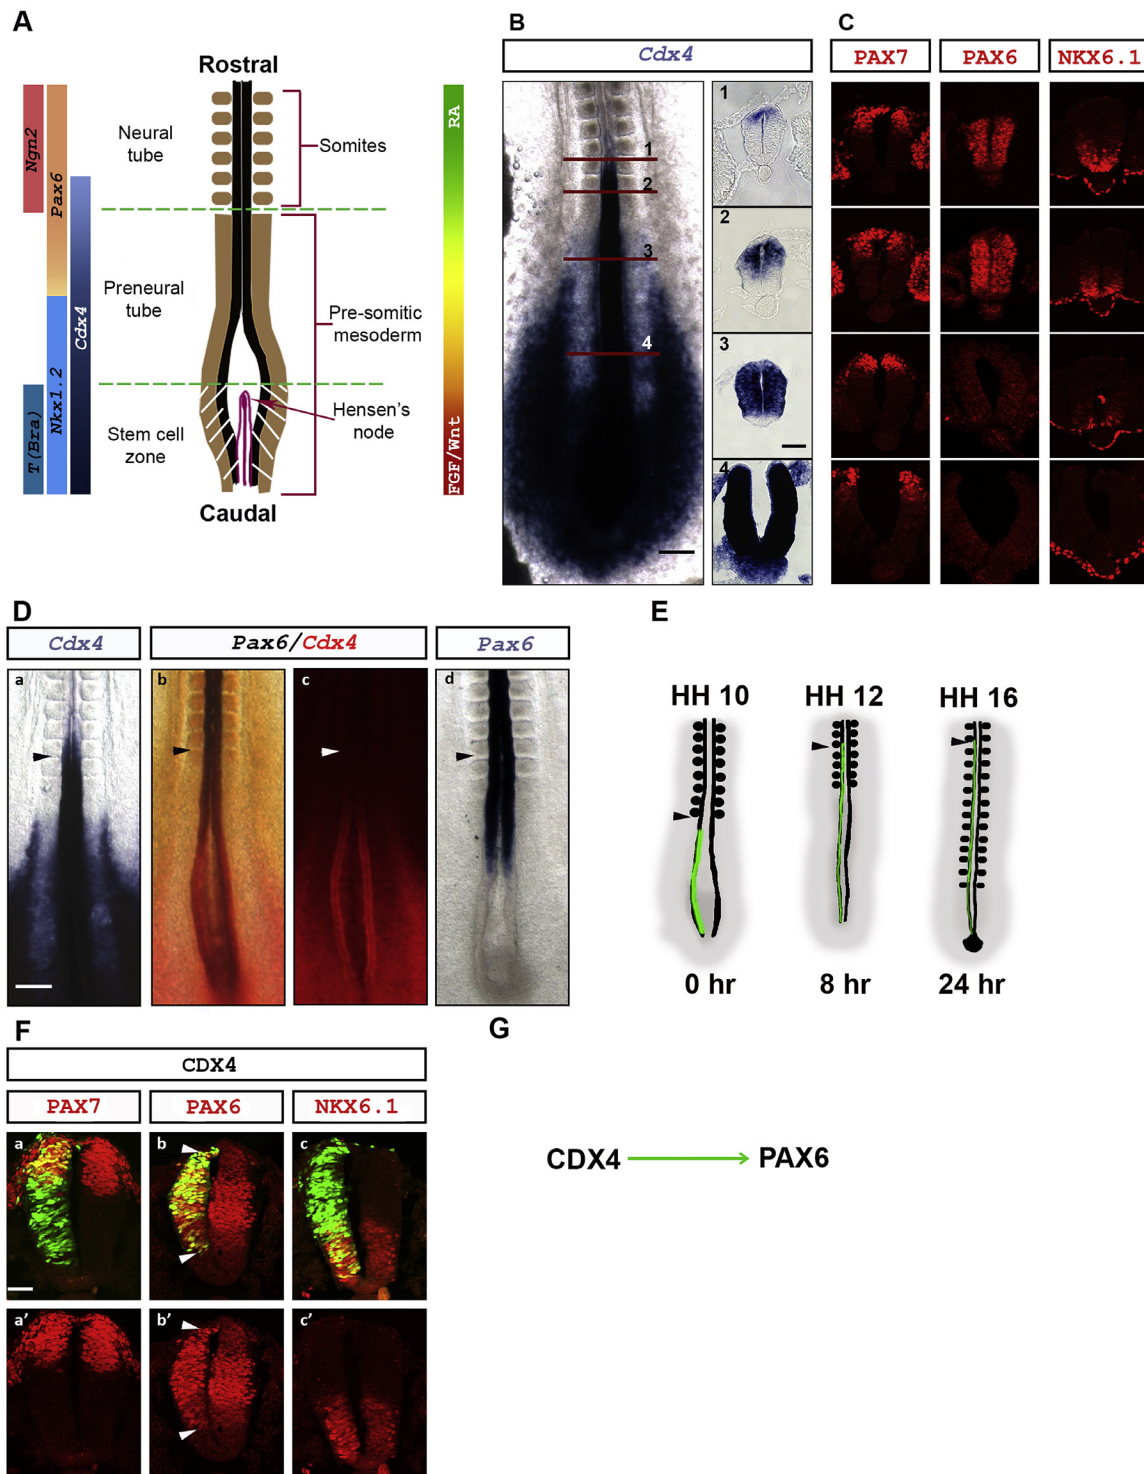 A
Rostral
Ngn2
Pax6
Neural
tube
Somites
RA
Preneural
tube
Cdx4
Pre-somitic
mesoderm
Nkx1.2
T(Bra)
Hensen's
node
Stem cell
zone
FGF/Wnt
Caudal
B
Cdx4
1
2
3
4
1
2
3
4
C
PAX7
PAX6
NKX6.1
D
Cdx4
Pax6/Cdx4
Pax6
a
b
c
d
E
HH 10
HH 12
HH 16
0 hr
8 hr
24 hr
F
CDX4
PAX7
PAX6
NKX6.1
a
b
c
a'
b'
c'
G
CDX4
PAX6